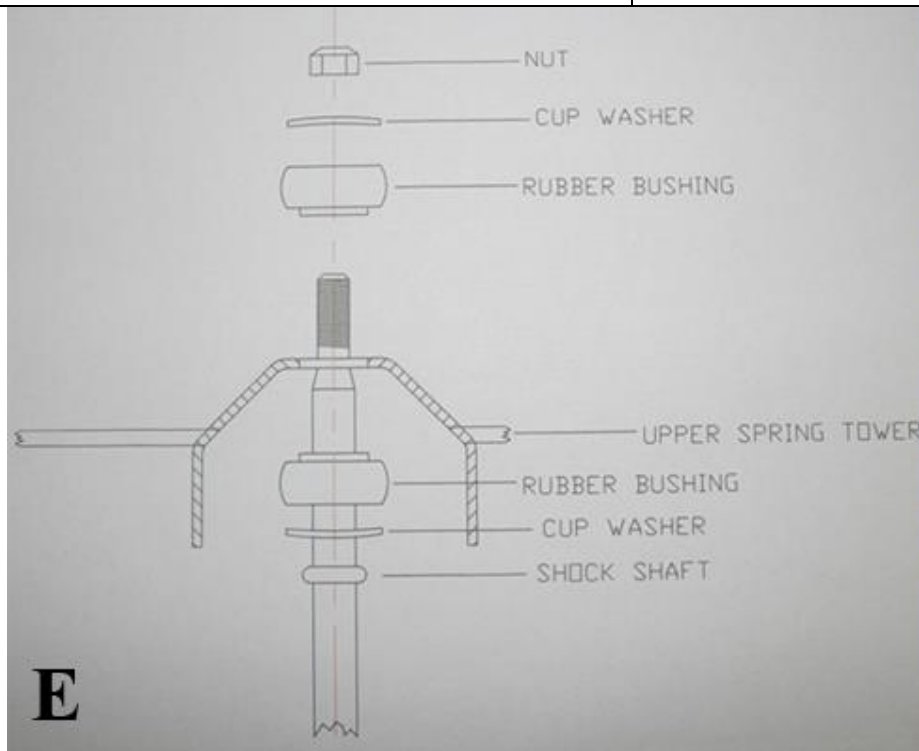 NUT
CUP WASHER
RUBBER BUSHING
UPPER SPRING TOWER
RUBBER BUSHING
CUP WASHER
SHOCK SHAFT
E